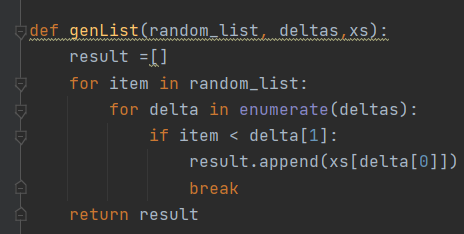 def genList(random_list, deltas,xs):
    result =[]
    for item in random_list:
        for delta in enumerate(deltas):
            if item < delta[1]:
                result.append(xs[delta[0]])
                break
    return result